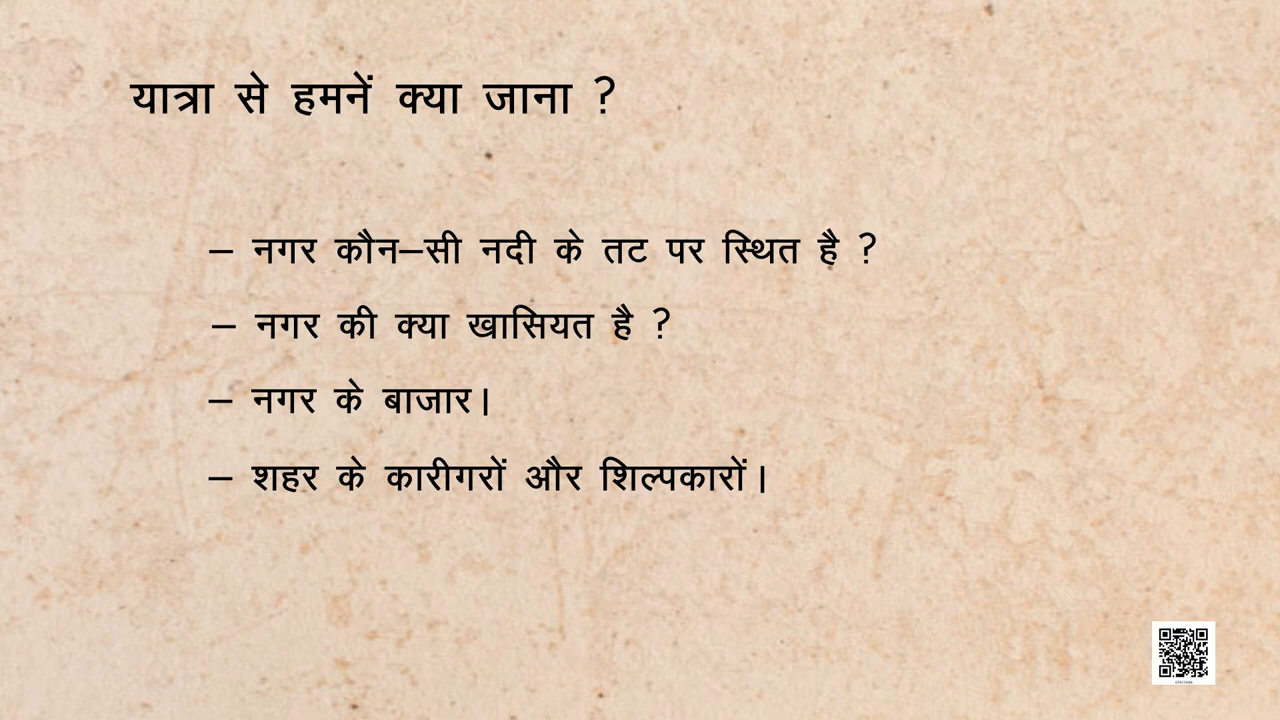 यात्रा से हमनें क्या जाना ?
– नगर कौन–सी नदी के तट पर स्थित है ?
– नगर की क्या खासियत है ?
– नगर के बाजार।
– शहर के कारीगरों और शिल्पकारों।